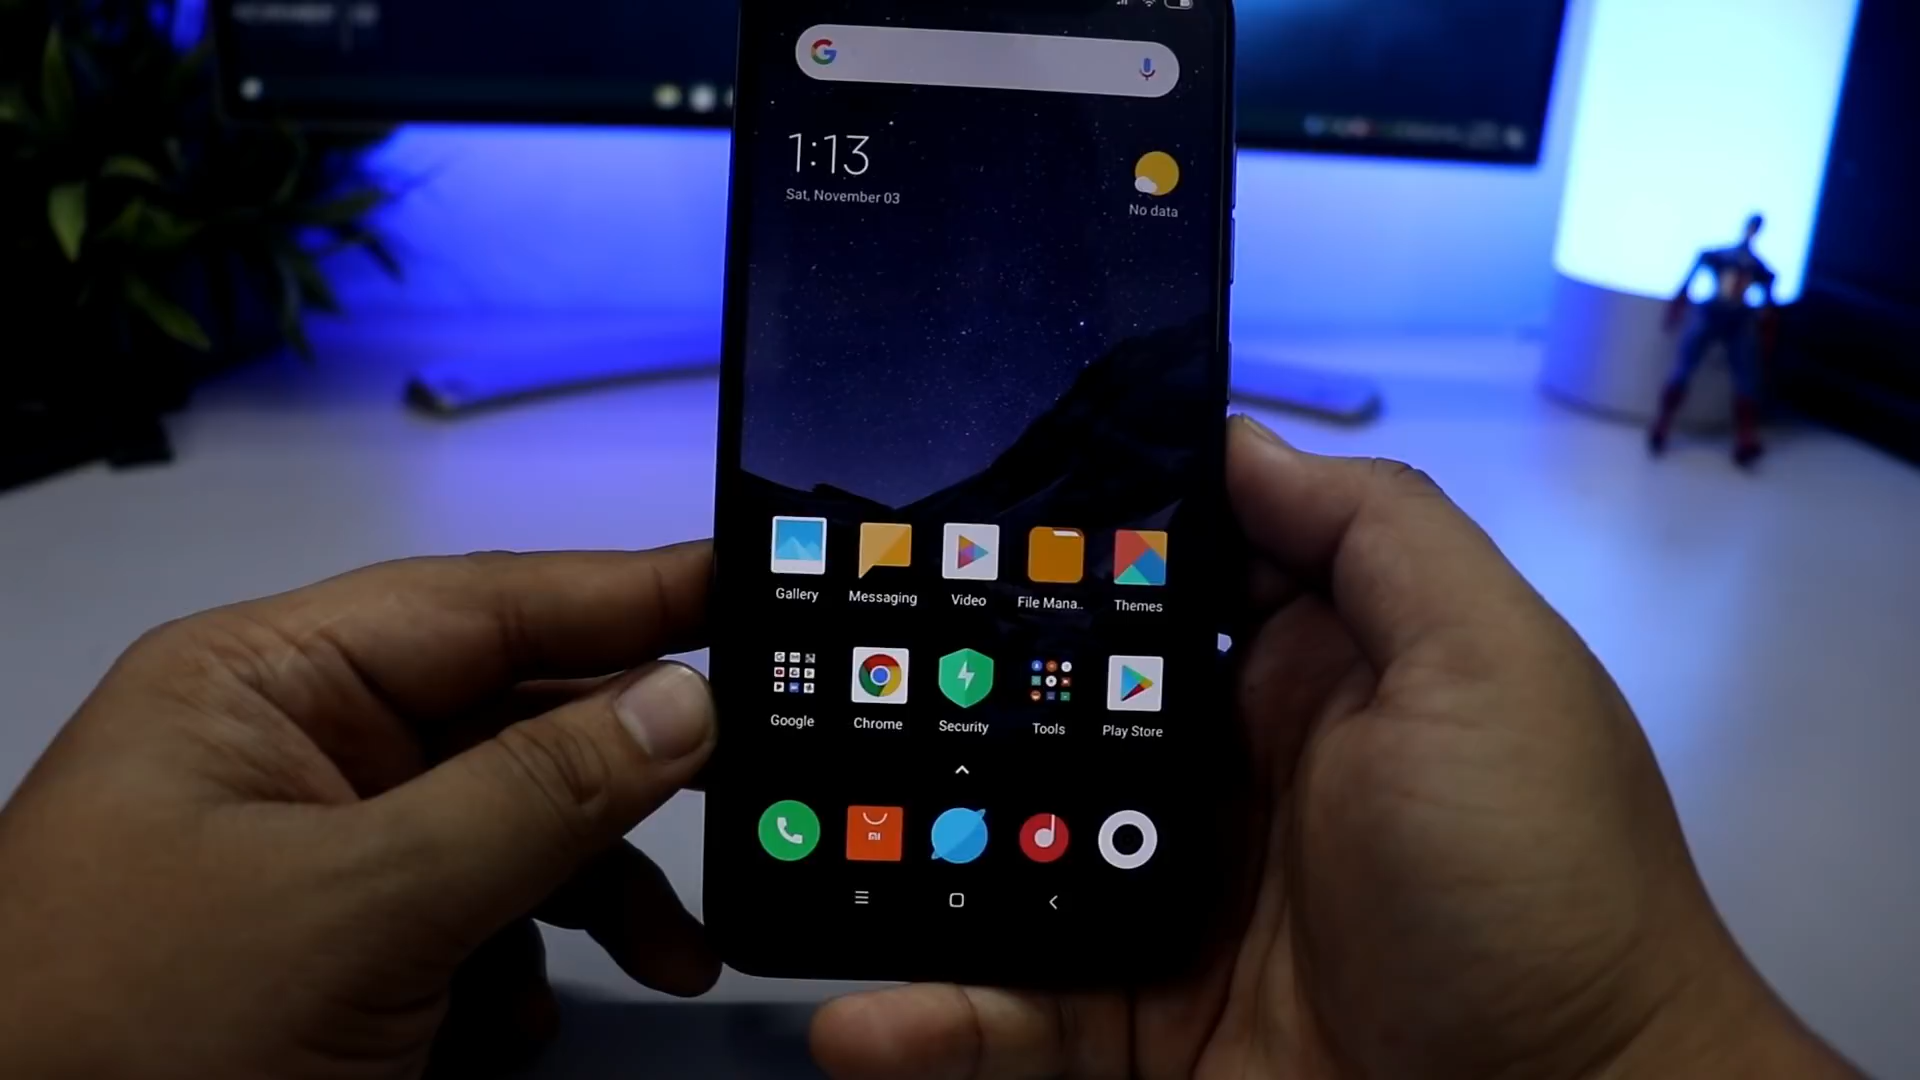 1:13
Sat, November 03
No data
Gallery
Messaging
Video
File Mana..
Themes
Google
Chrome
Security
Tools
Play Store
MI